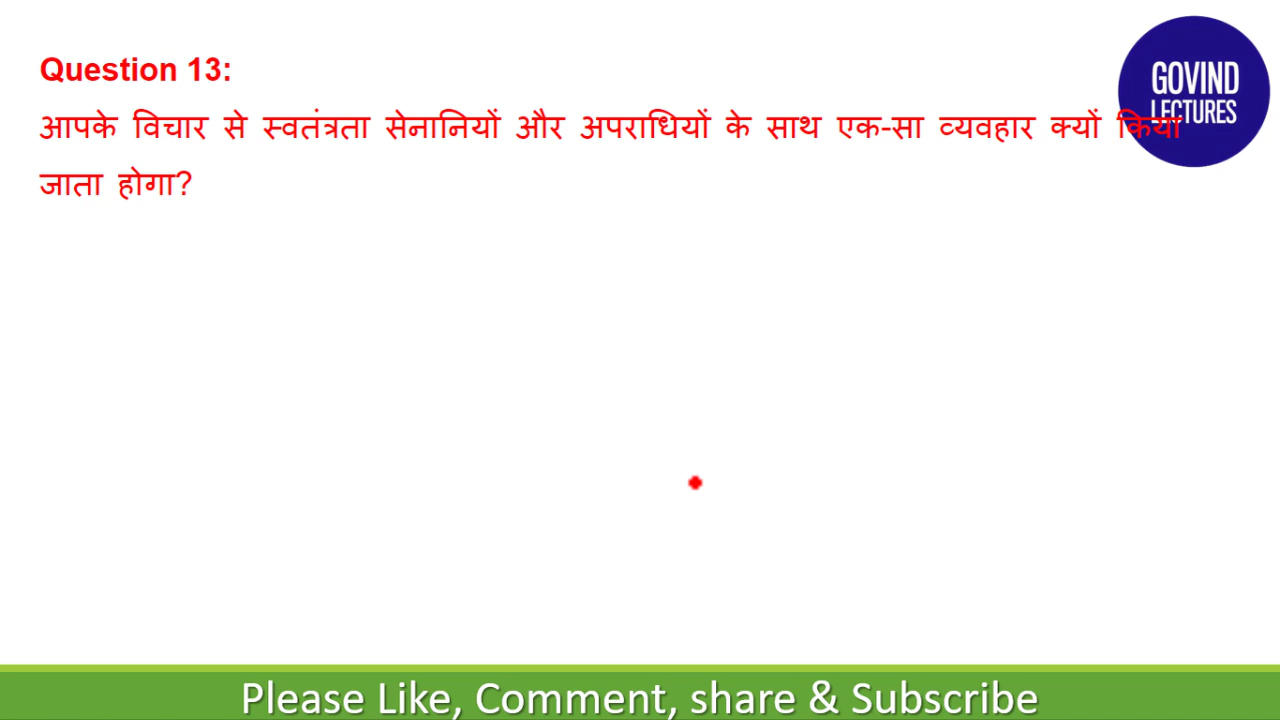 Question 13:
GOVIND
LECTURES
आपके विचार से स्वतंत्रता सेनानियों और अपराधियों के साथ एक-सा व्यवहार क्यों किया
जाता होगा?
Please Like, Comment, share & Subscribe